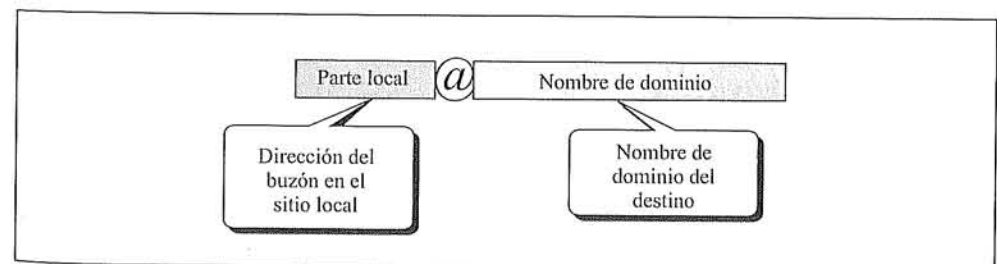 Parte local @ Nombre de dominio
Dirección del
buzón en el
sitio local
Nombre de
dominio del
destino